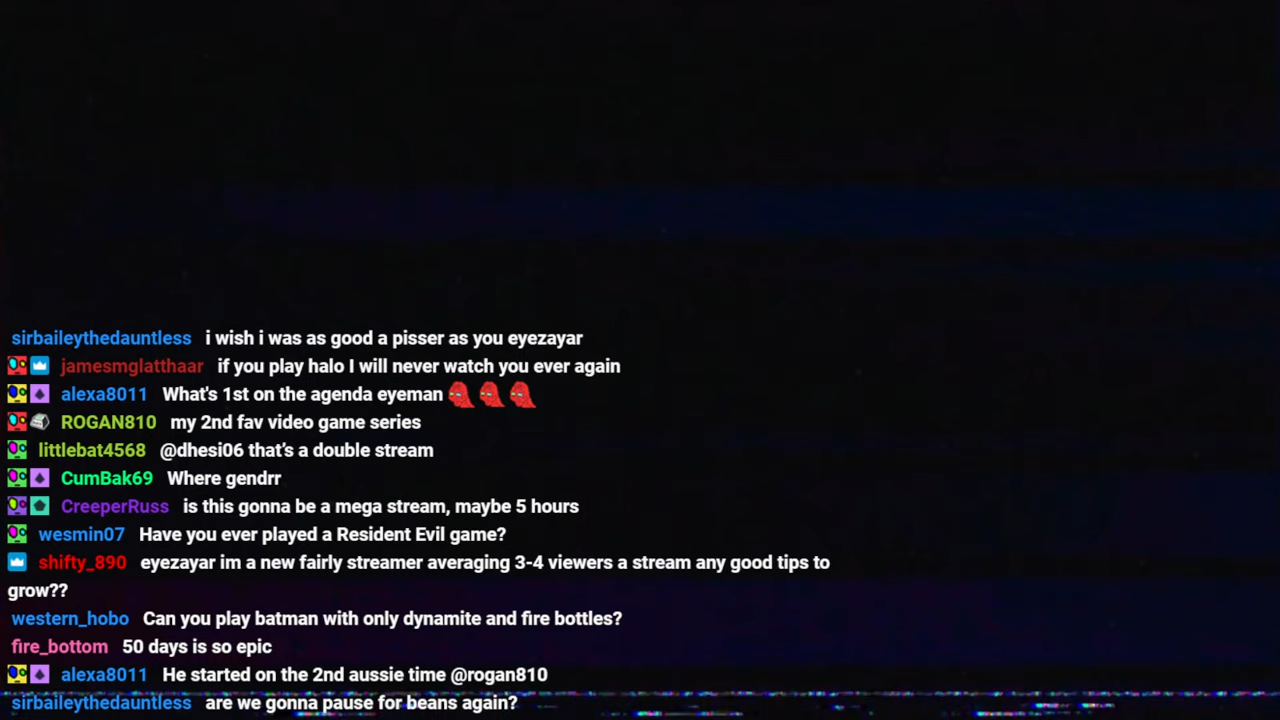 sirbaileythedauntless i wish i was as good a pisser as you eyezayar
jamesmglatthaar if you play halo I will never watch you ever again
alexa8011 What's 1st on the agenda eyeman
ROGAN810 my 2nd fav video game series
littlebat4568 @dhesi06 that's a double stream
CumBak69 Where gendrr
CreeperRuss is this gonna be a mega stream, maybe 5 hours
wesmin07 Have you ever played a Resident Evil game?
shifty_890 eyezayar im a new fairly streamer averaging 3-4 viewers a stream any good tips to
grow??
western_hobo Can you play batman with only dynamite and fire bottles?
fire_bottom 50 days is so epic
alexa8011 He started on the 2nd aussie time @rogan810
sirbaileythedauntless are we gonna pause for beans again?